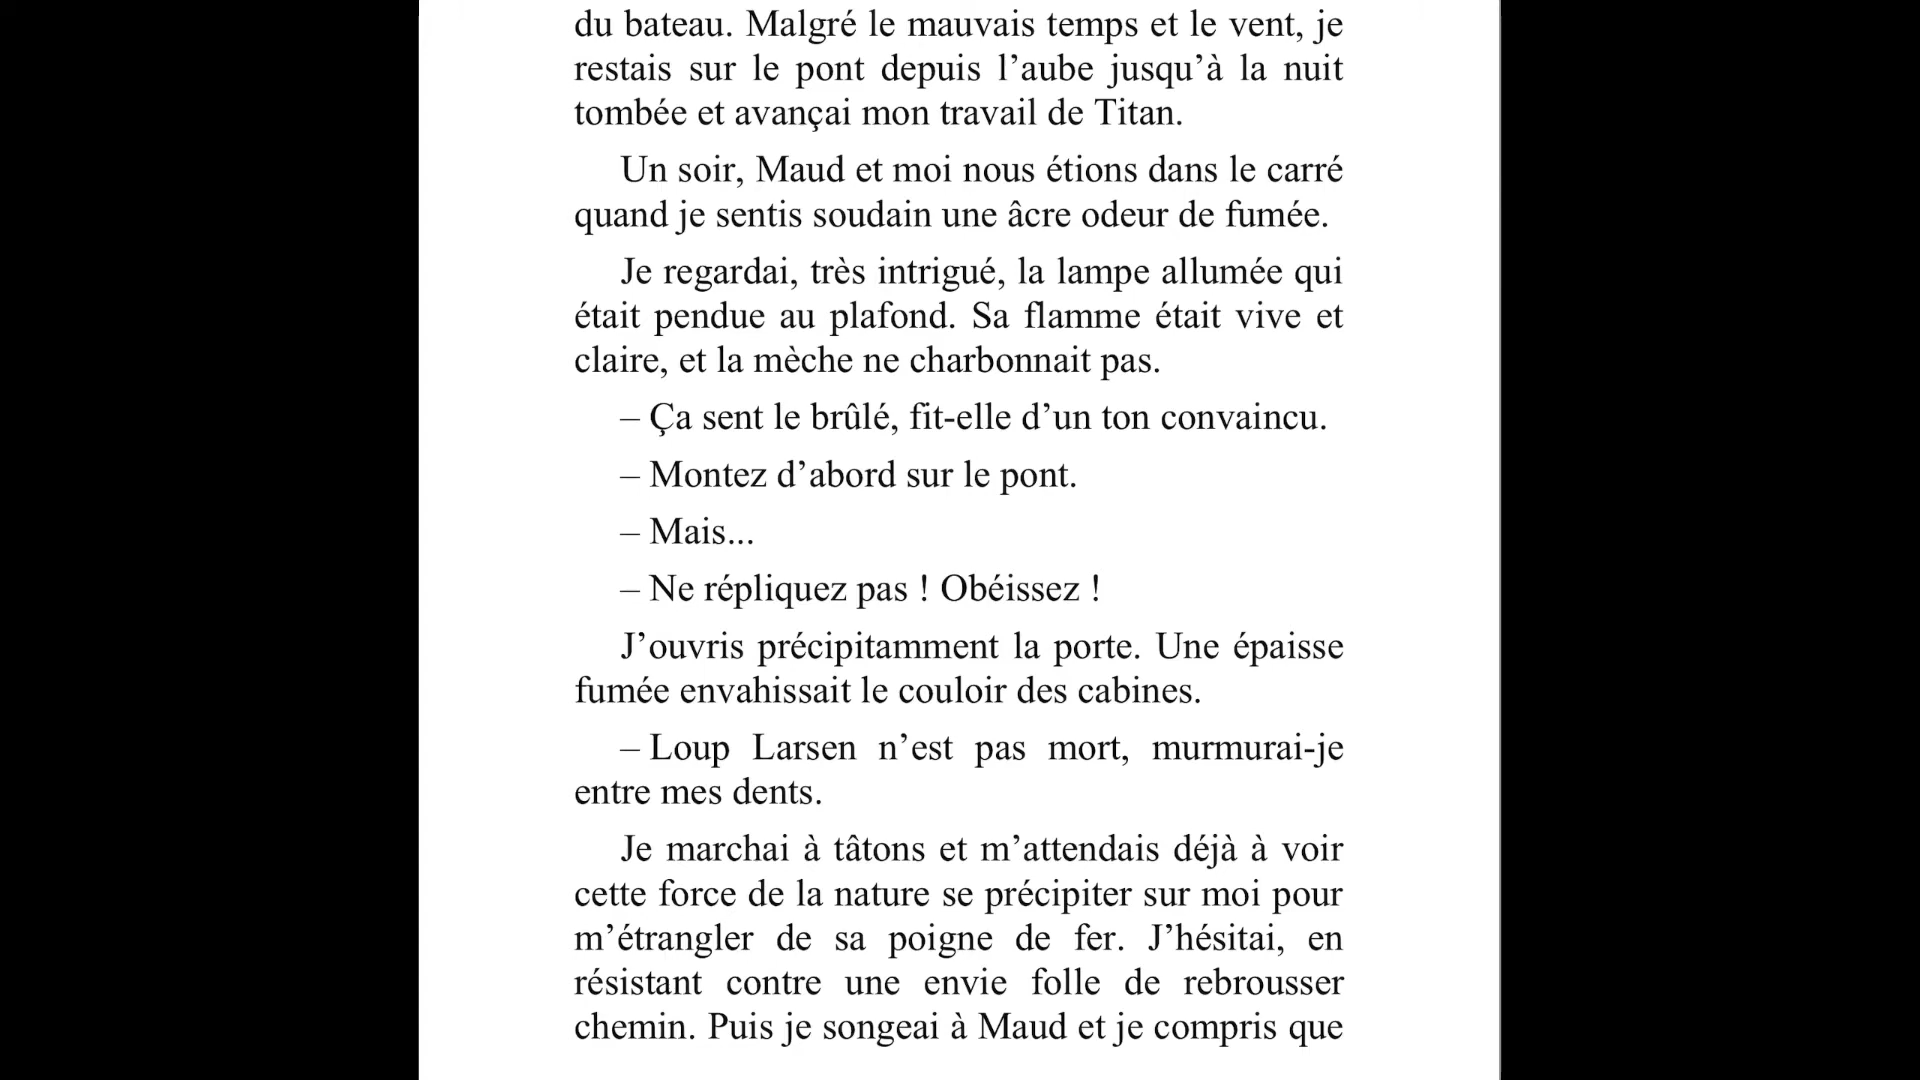 du bateau. Malgré le mauvais temps et le vent, je
restais sur le pont depuis l’aube jusqu’à la nuit
tombée et avançai mon travail de Titan.
Un soir, Maud et moi nous étions dans le carré
quand je sentis soudain une âcre odeur de fumée.
Je regardai, très intrigué, la lampe allumée qui
était pendue au plafond. Sa flamme était vive et
claire, et la mèche ne charbonnait pas.
– Ça sent le brûlé, fit-elle d’un ton convaincu.
– Montez d’abord sur le pont.
– Mais...
– Ne répliquez pas ! Obéissez !
J’ouvris précipitamment la porte. Une épaisse
fumée envahissait le couloir des cabines.
– Loup Larsen n’est pas mort, murmurai-je
entre mes dents.
Je marchai à tâtons et m’attendais déjà à voir
cette force de la nature se précipiter sur moi pour
m’étrangler de sa poigne de fer. J’hésitai, en
résistant contre une envie folle de rebrousser
chemin. Puis je songeai à Maud et je compris que